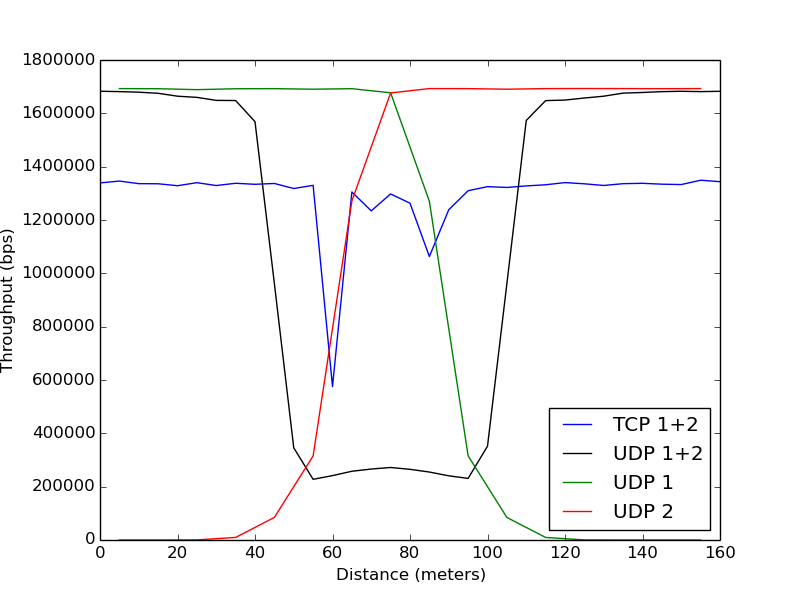 1800000
1600000
1400000
1200000
1000000
800000
600000
400000
200000
0
Throughput (bps)
0 20 40 60 80 100 120 140 160
Distance (meters)
TCP 1+2
UDP 1+2
UDP 1
UDP 2